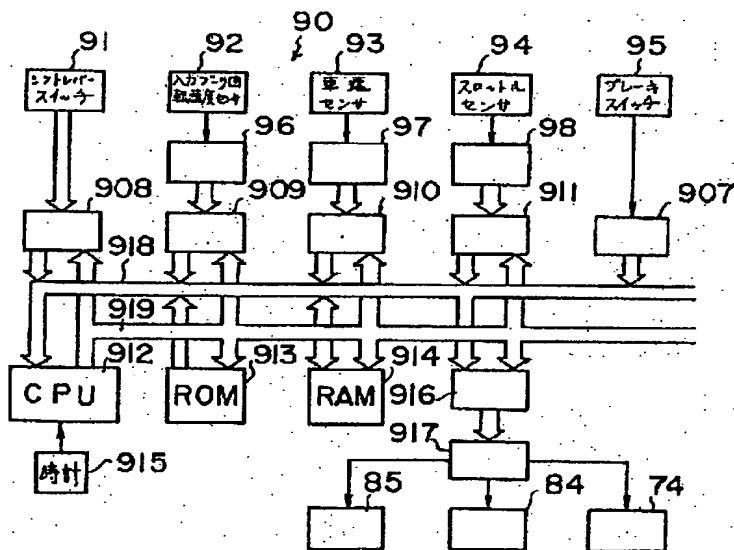 90
91
92
93
94
95
シフトレバー
スイッチ
入力プーリ回
転速度センサ
車速
センサ
スロットル
センサ
ブレーキ
スイッチ
96
97
98
908
909
910
911
907
918
919
912
CPU
ROM
913
RAM
914
916
時計
915
917
85
84
74